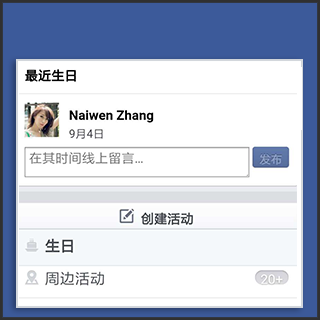 最近生日
Naiwen Zhang
9月4日
在其时间线上留言...
发布
创建活动
生日
周边活动
20+